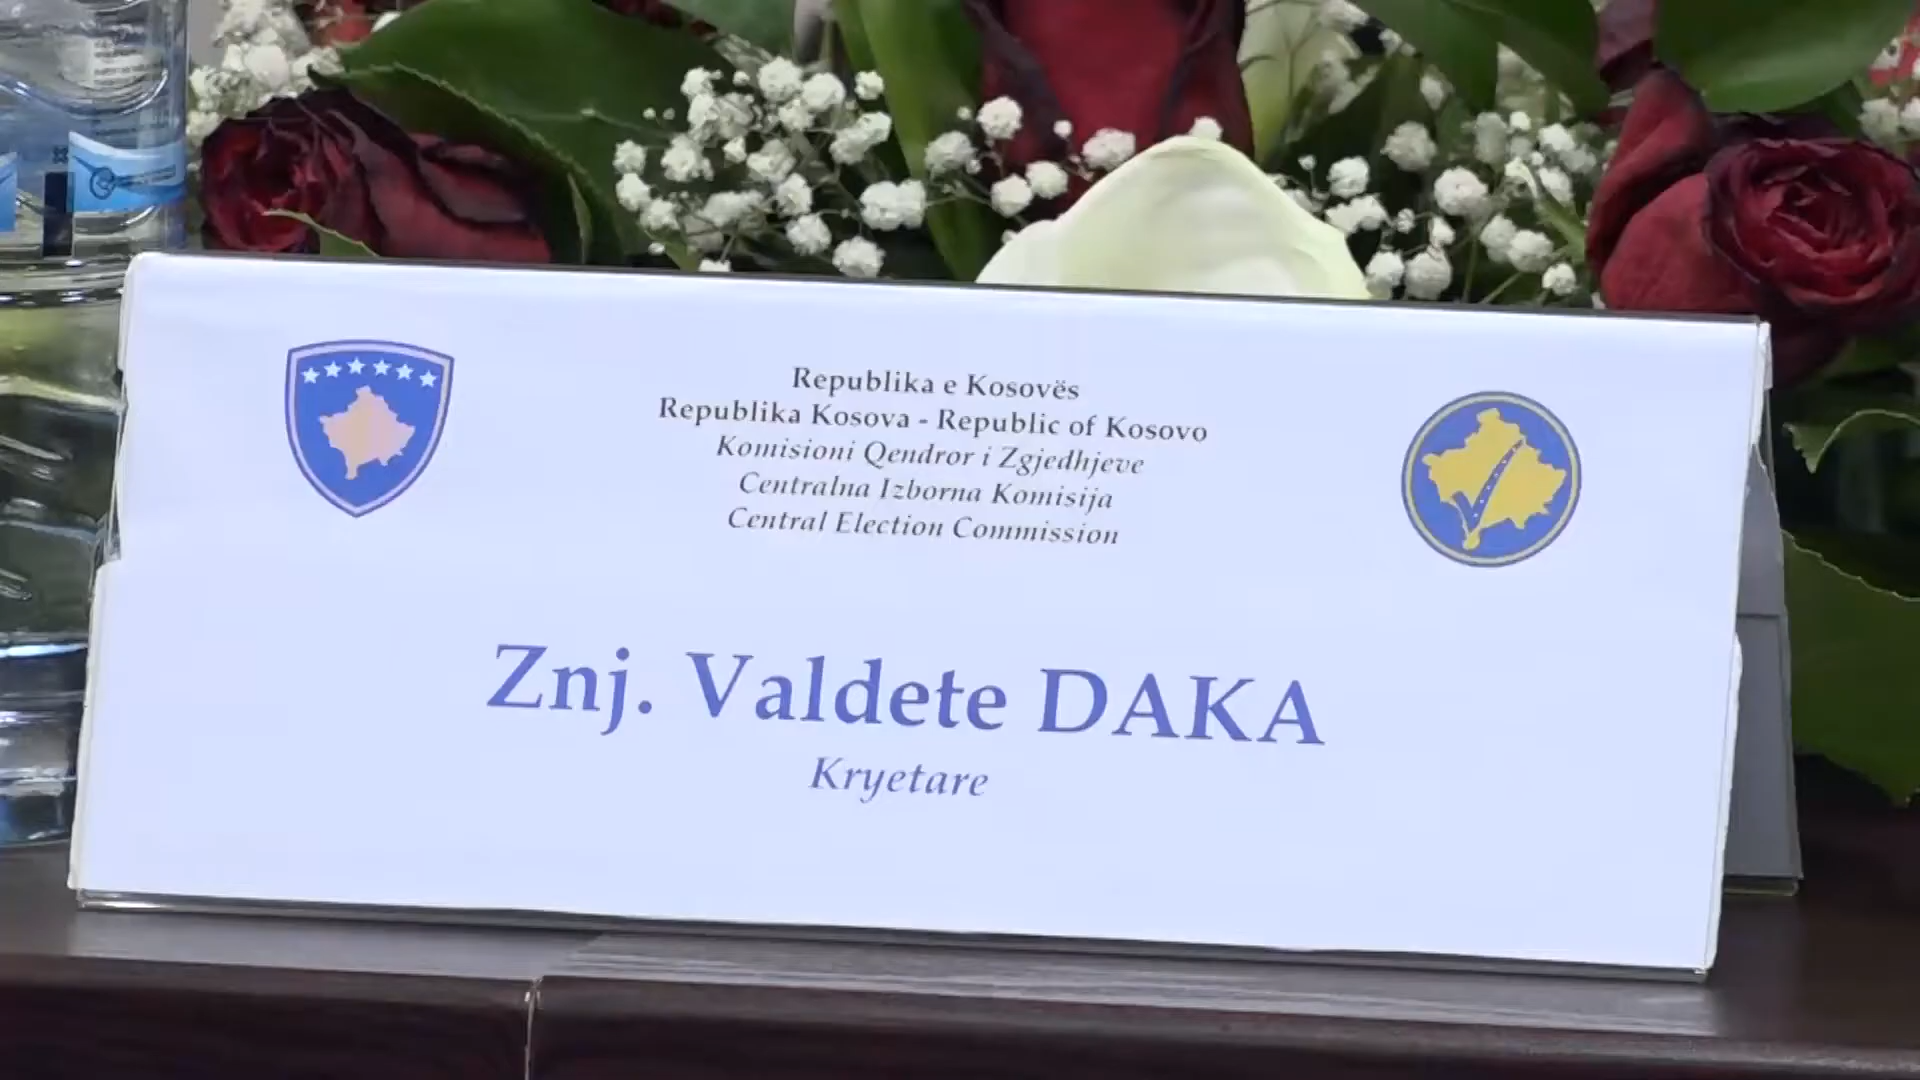 Republika e Kosovës
Republika Kosova - Republic of Kosovo
Komisioni Qendror i Zgjedhjeve
Centralna Izborna Komisija
Central Election Commission
Znj. Valdete DAKA
Kryetare